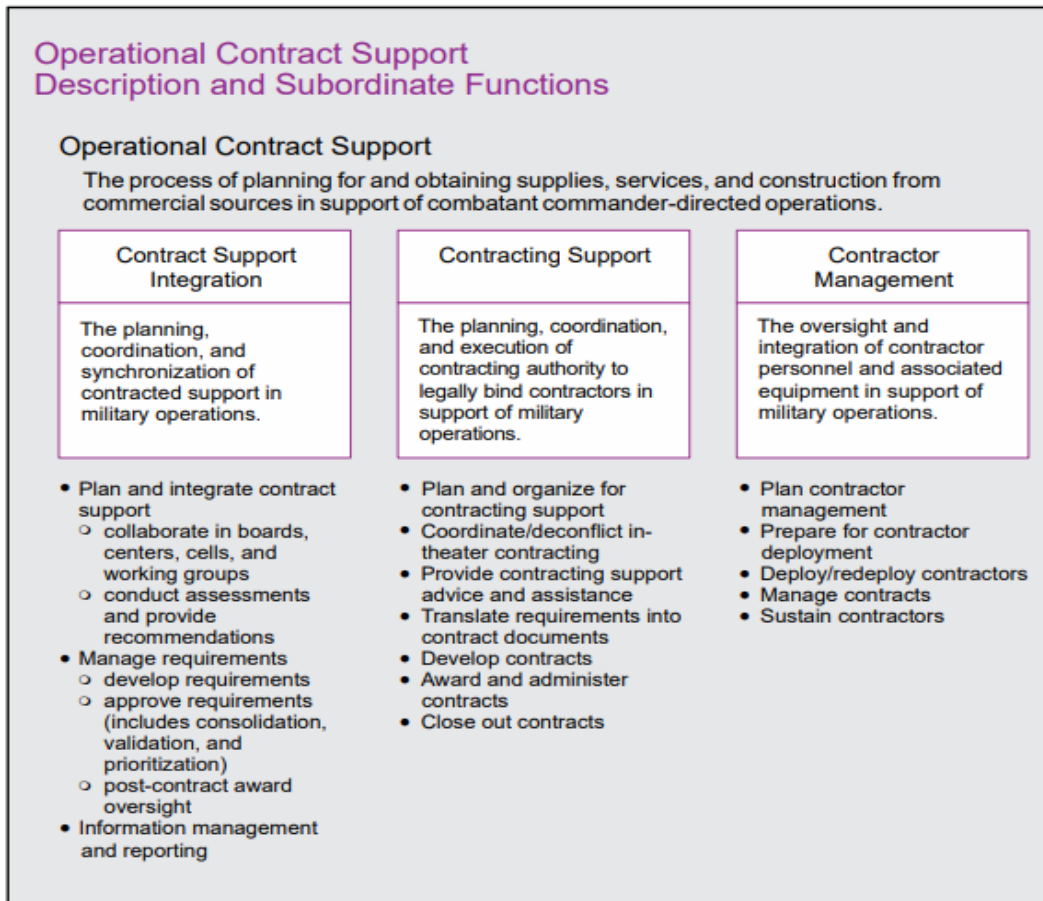 Operational Contract Support
Description and Subordinate Functions
Operational Contract Support
The process of planning for and obtaining supplies, services, and construction from
commercial sources in support of combatant commander-directed operations.
Contract Support
Integration
The planning,
coordination, and
synchronization of
contracted support in
military operations.
• Plan and integrate contract
support
○ collaborate in boards,
centers, cells, and
working groups
○ conduct assessments
and provide
recommendations
• Manage requirements
○ develop requirements
○ approve requirements
(includes consolidation,
validation, and
prioritization)
○ post-contract award
oversight
• Information management
and reporting
Contracting Support
The planning, coordination,
and execution of
contracting authority to
legally bind contractors in
support of military
operations.
• Plan and organize for
contracting support
• Coordinate/deconflict in-
theater contracting
• Provide contracting support
advice and assistance
• Translate requirements into
contract documents
• Develop contracts
• Award and administer
contracts
• Close out contracts
Contractor
Management
The oversight and
integration of contractor
personnel and associated
equipment in support of
military operations.
• Plan contractor
management
• Prepare for contractor
deployment
• Deploy/redeploy contractors
• Manage contracts
• Sustain contractors